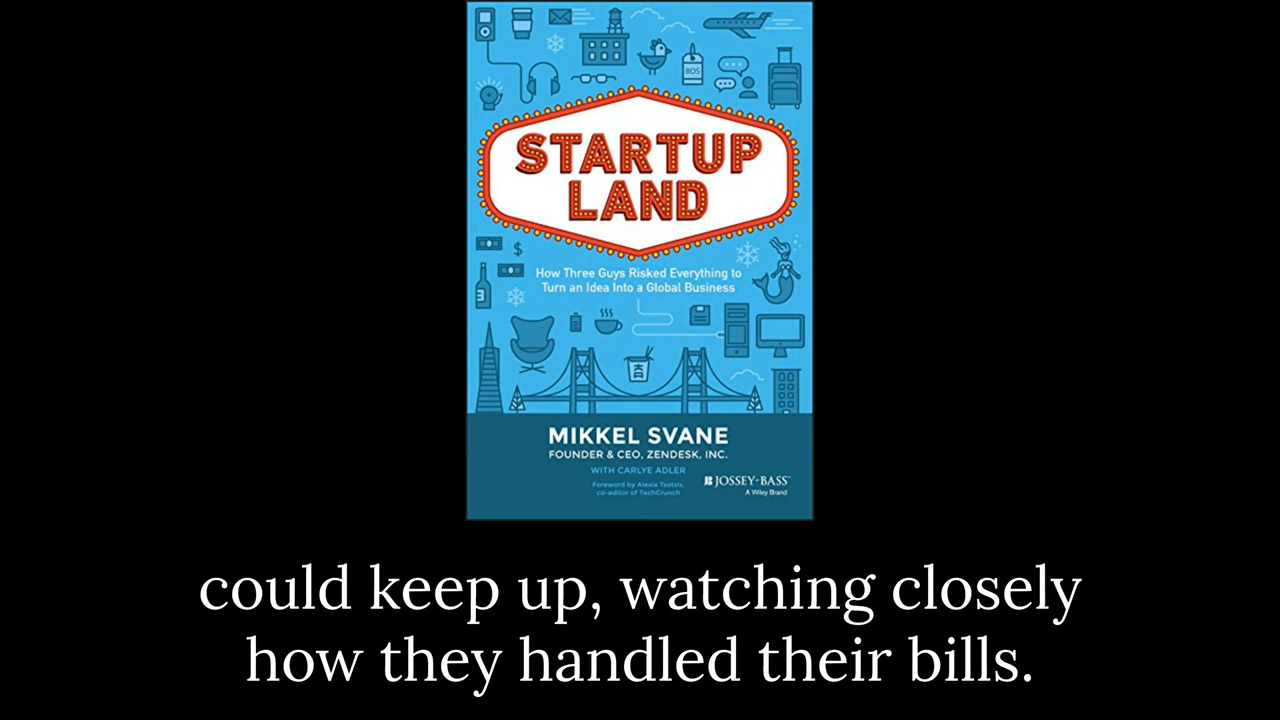 BOS
STARTUP
LAND
$
How Three Guys Risked Everything to
Turn an Idea Into a Global Business
MIKKEL SVANE
FOUNDER & CEO, ZENDESK, INC.
WITH CARLYE ADLER
Foreword by Alexia Tsotsis,
co-editor of TechCrunch
JOSSEY-BASS™
A Wiley Brand
could keep up, watching closely
how they handled their bills.